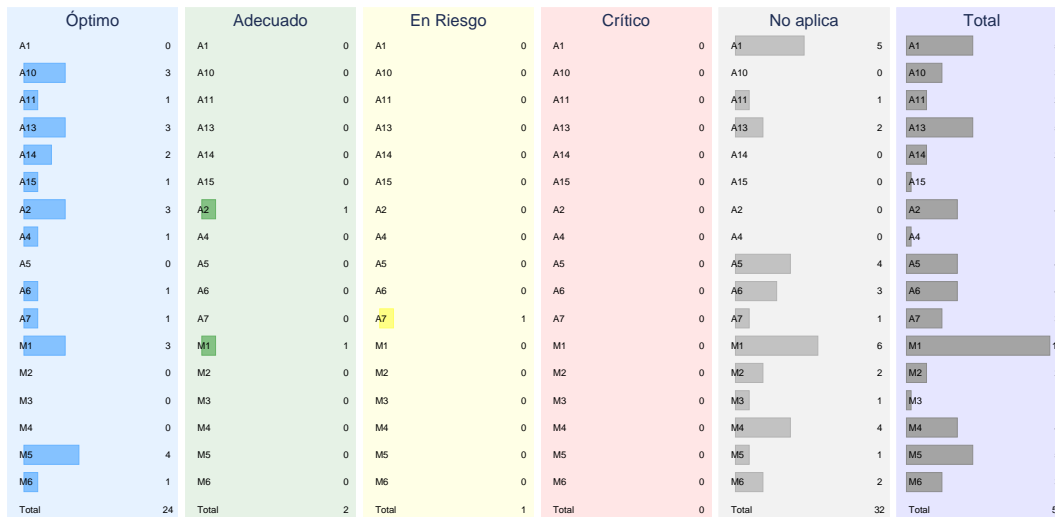 Óptimo Adecuado En Riesgo Crítico No aplica Total
A1 0 A1 0 A1 0 A1 0 A1 5 A1
A10 3 A10 0 A10 0 A10 0 A10 0 A10
A11 1 A11 0 A11 0 A11 0 A11 1 A11
A13 3 A13 0 A13 0 A13 0 A13 2 A13
A14 2 A14 0 A14 0 A14 0 A14 0 A14
A15 1 A15 0 A15 0 A15 0 A15 0 A15
A2 3 A2 1 A2 0 A2 0 A2 0 A2
A4 1 A4 0 A4 0 A4 0 A4 0 A4
A5 0 A5 0 A5 0 A5 0 A5 4 A5
A6 1 A6 0 A6 0 A6 0 A6 3 A6
A7 1 A7 0 A7 1 A7 0 A7 1 A7
M1 3 M1 1 M1 0 M1 0 M1 6 M1 1
M2 0 M2 0 M2 0 M2 0 M2 2 M2
M3 0 M3 0 M3 0 M3 0 M3 1 M3
M4 0 M4 0 M4 0 M4 0 M4 4 M4
M5 4 M5 0 M5 0 M5 0 M5 1 M5
M6 1 M6 0 M6 0 M6 0 M6 2 M6
Total 24 Total 2 Total 1 Total 0 Total 32 Total 5